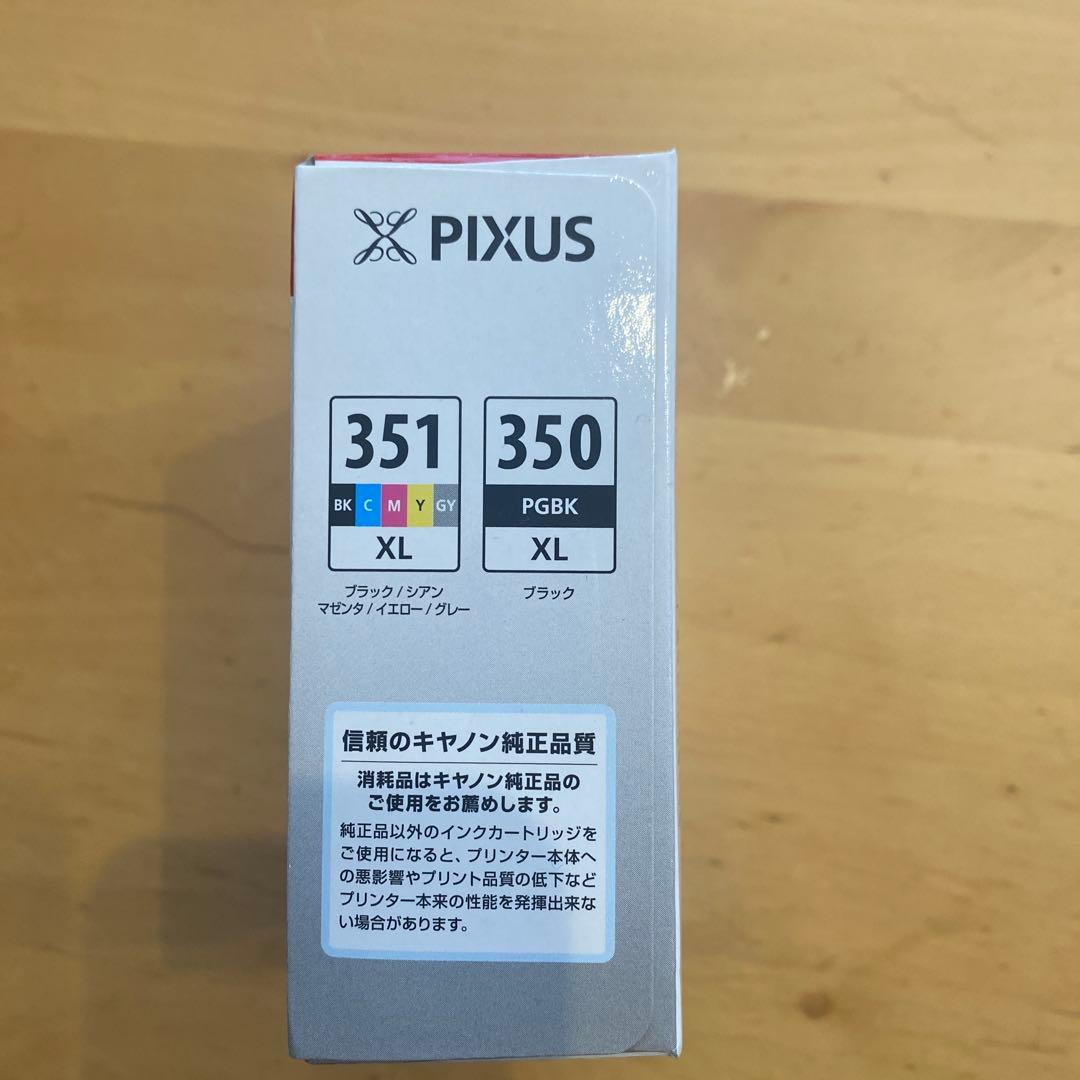 PIXUS
351
BK C M Y GY
XL
ブラック / シアン
マゼンタ / イエロー / グレー
350
PGBK
XL
ブラック
信頼のキヤノン純正品質
消耗品はキヤノン純正品の
ご使用をお薦めします。
純正品以外のインクカートリッジを
ご使用になると、プリンター本体へ
の悪影響やプリント品質の低下など
プリンター本来の性能を発揮出来な
い場合があります。